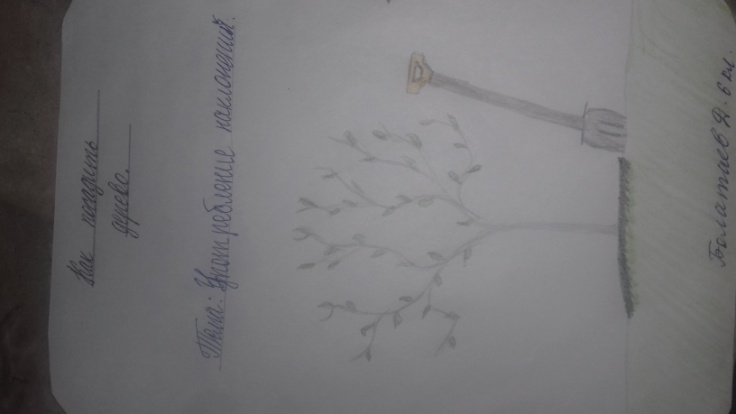 Как посадить
дерево.
Тема: Употребление наклонений.
Болатаев Д. 6 кл.